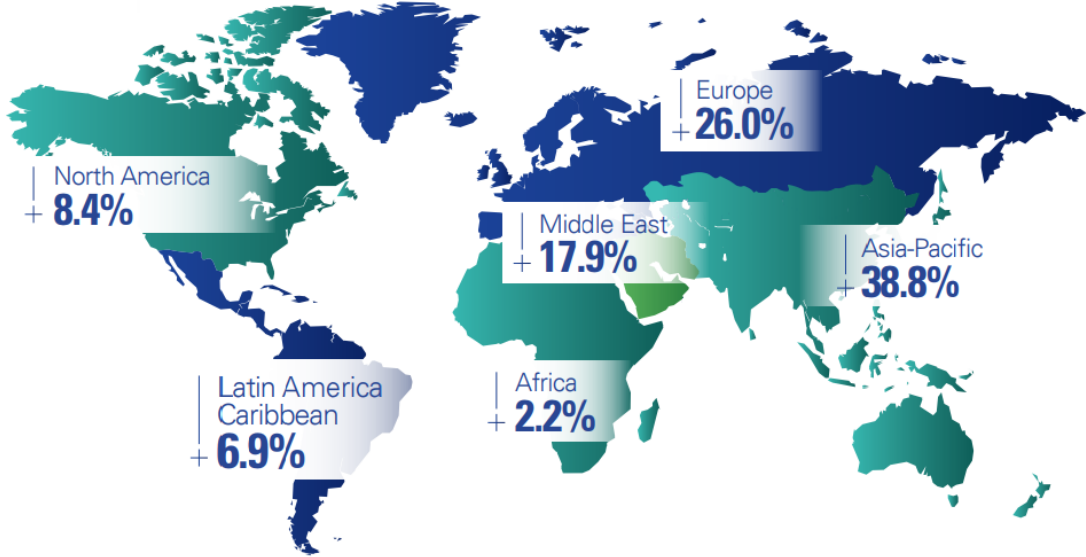 Europe
+ 26.0%
North America
+ 8.4%
Middle East
+ 17.9%
Asia-Pacific
+ 38.8%
Latin America
Caribbean
+ 6.9%
Africa
+ 2.2%